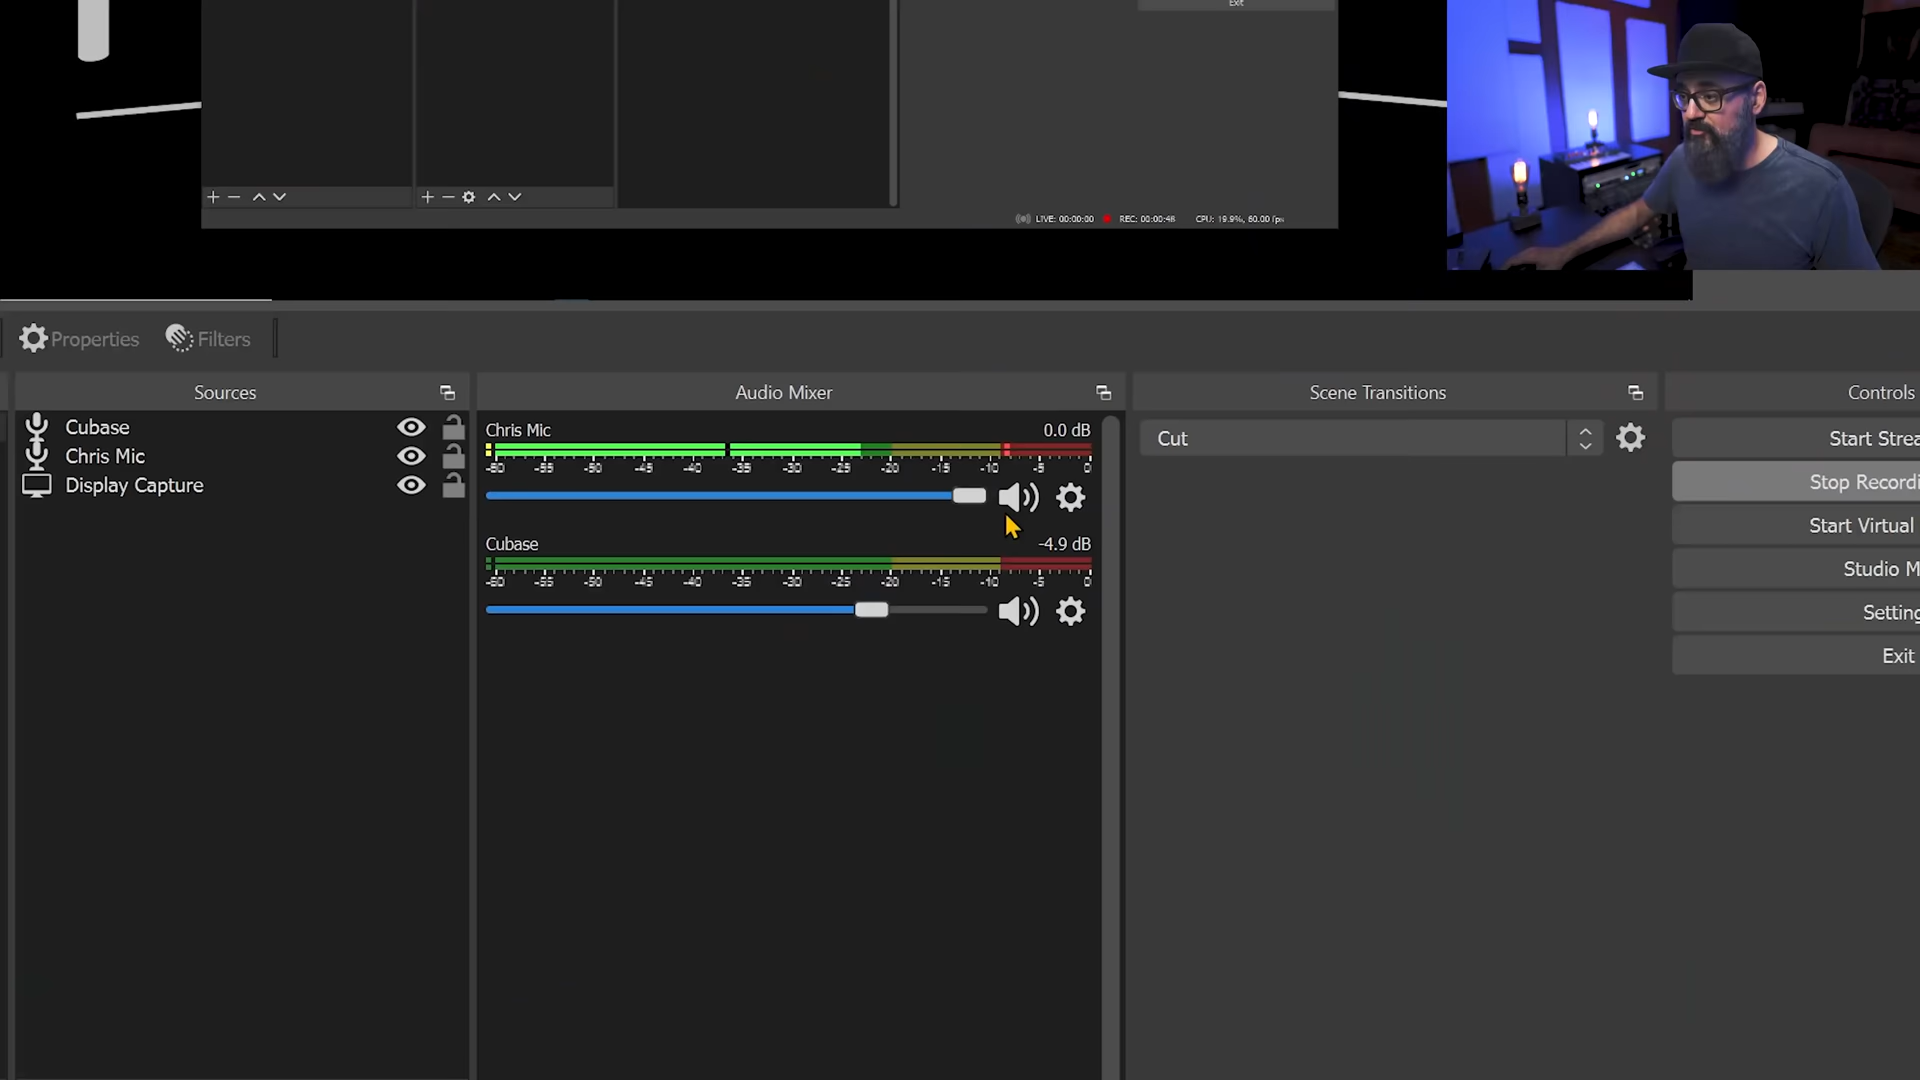 Exit
LIVE: 00:00:00 REC: 00:00:48 CPU: 19.9%, 60.00 fps
Properties Filters
Sources Audio Mixer Scene Transitions Controls
Cubase
Chris Mic
Display Capture
Chris Mic 0.0 dB
-60 -55 -50 -45 -40 -35 -30 -25 -20 -15 -10 -5 0
Cubase -4.9 dB
-60 -55 -50 -45 -40 -35 -30 -25 -20 -15 -10 -5 0
Cut
Start Strea
Stop Recordi
Start Virtual
Studio M
Setting
Exit